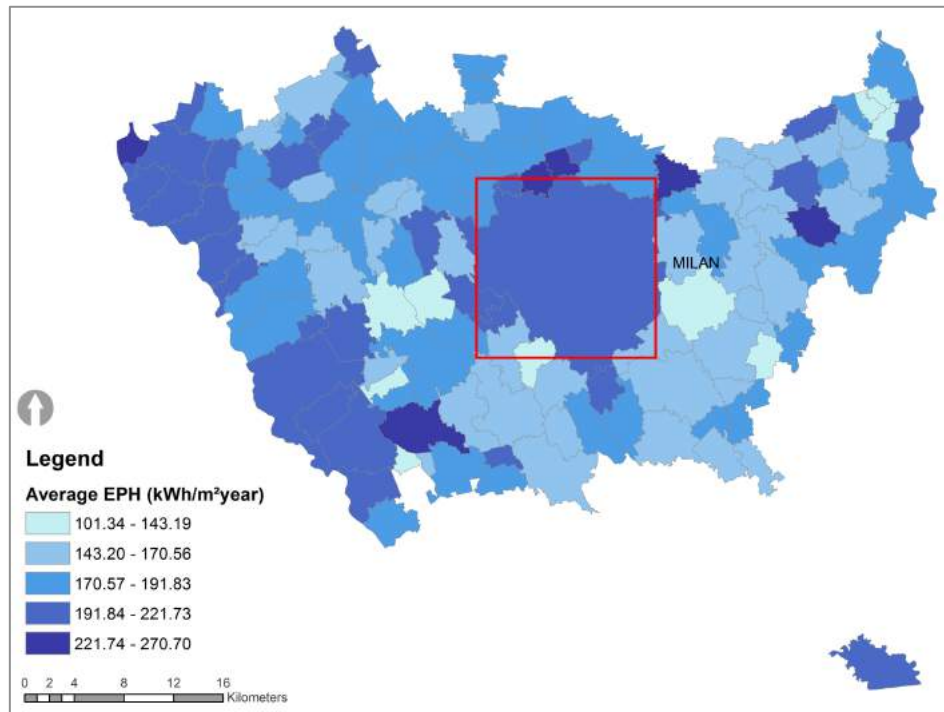 MILAN
Legend
Average EPH (kWh/m²year)
101.34 - 143.19
143.20 - 170.56
170.57 - 191.83
191.84 - 221.73
221.74 - 270.70
0 2 4 8 12 16
Kilometers